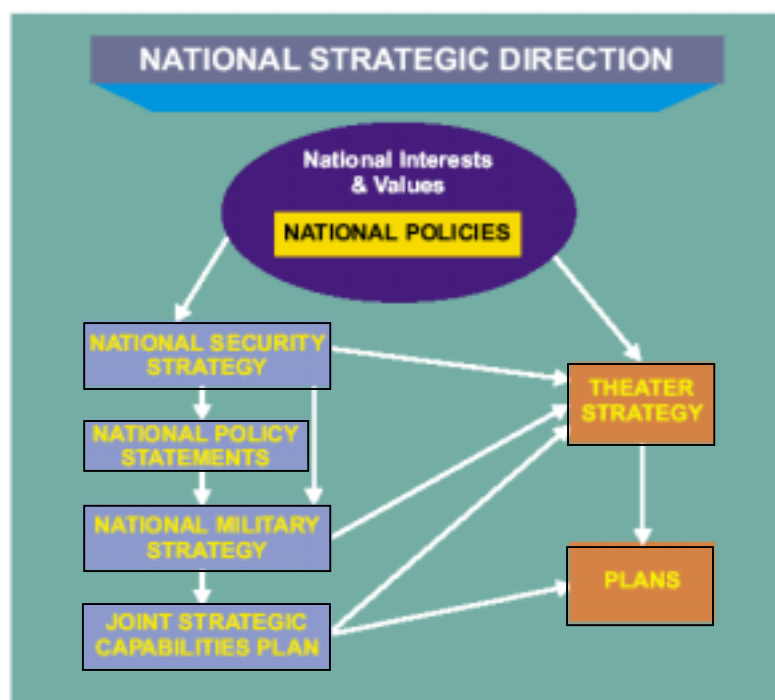 NATIONAL STRATEGIC DIRECTION
National Interests
& Values
NATIONAL POLICIES
NATIONAL SECURITY
STRATEGY
THEATER
STRATEGY
NATIONAL POLICY
STATEMENTS
NATIONAL MILITARY
STRATEGY
PLANS
JOINT STRATEGIC
CAPABILITIES PLAN